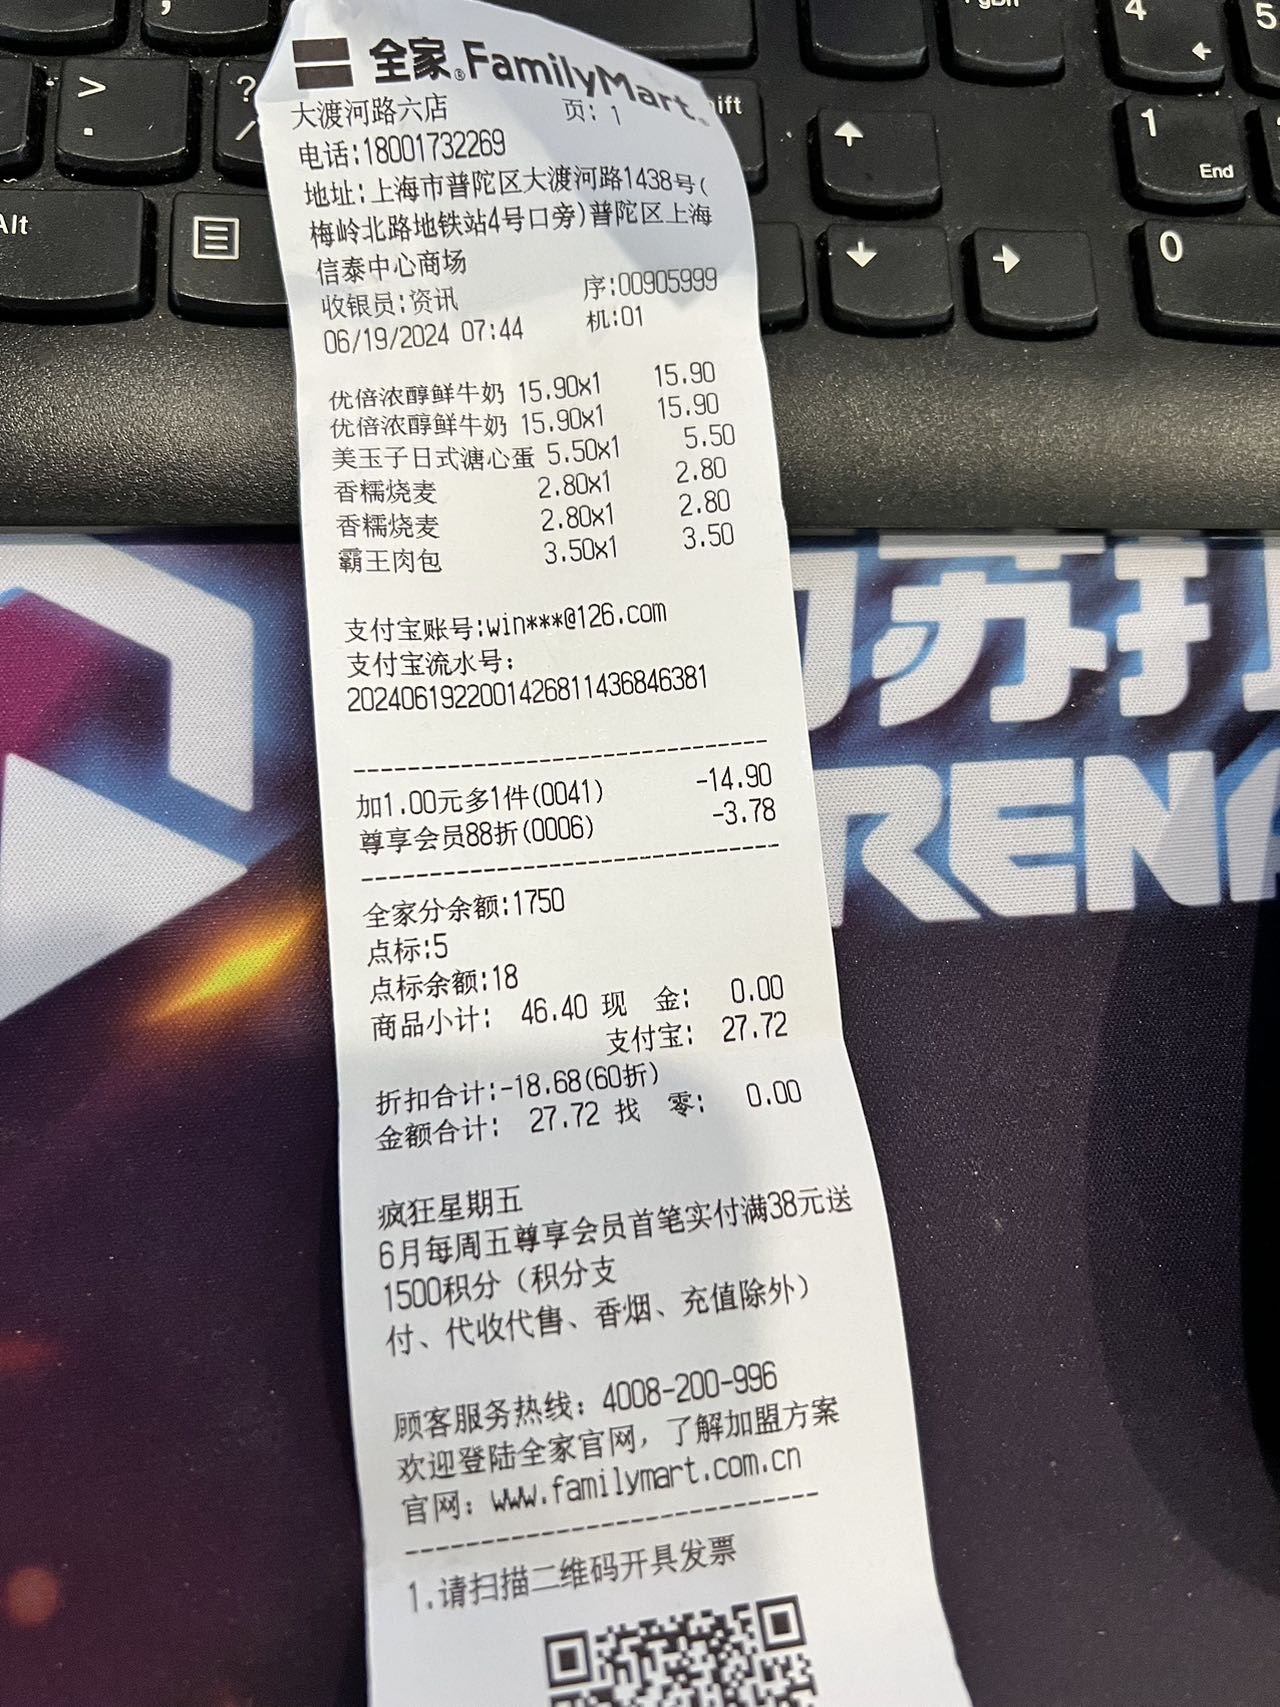 全家®FamilyMart®
大渡河路六店 页: 1
电话:18001732269
地址:上海市普陀区大渡河路1438号(
梅岭北路地铁站4号口旁)普陀区上海
信泰中心商场
收银员:资讯 序:00905999
06/19/2024 07:44 机:01
优倍浓醇鲜牛奶 15.90x1 15.90
优倍浓醇鲜牛奶 15.90x1 15.90
美玉子日式溏心蛋 5.50x1 5.50
香糯烧麦 2.80x1 2.80
香糯烧麦 2.80x1 2.80
霸王肉包 3.50x1 3.50
支付宝账号:win***@126.com
支付宝流水号:
2024061922001426811436846381
--------------------------------
加1.00元多1件(0041) -14.90
尊享会员88折(0006) -3.78
--------------------------------
全家分余额:1750
点标:5
点标余额:18
商品小计: 46.40 现 金: 0.00
支付宝: 27.72
折扣合计:-18.68(60折)
金额合计: 27.72 找 零: 0.00
疯狂星期五
6月每周五尊享会员首笔实付满38元送
1500积分（积分支
付、代收代售、香烟、充值除外）
顾客服务热线: 4008-200-996
欢迎登陆全家官网，了解加盟方案
官网: www.familymart.com.cn
--------------------------------
1.请扫描二维码开具发票
Alt
>
.
?
/
4
5
1
End
0